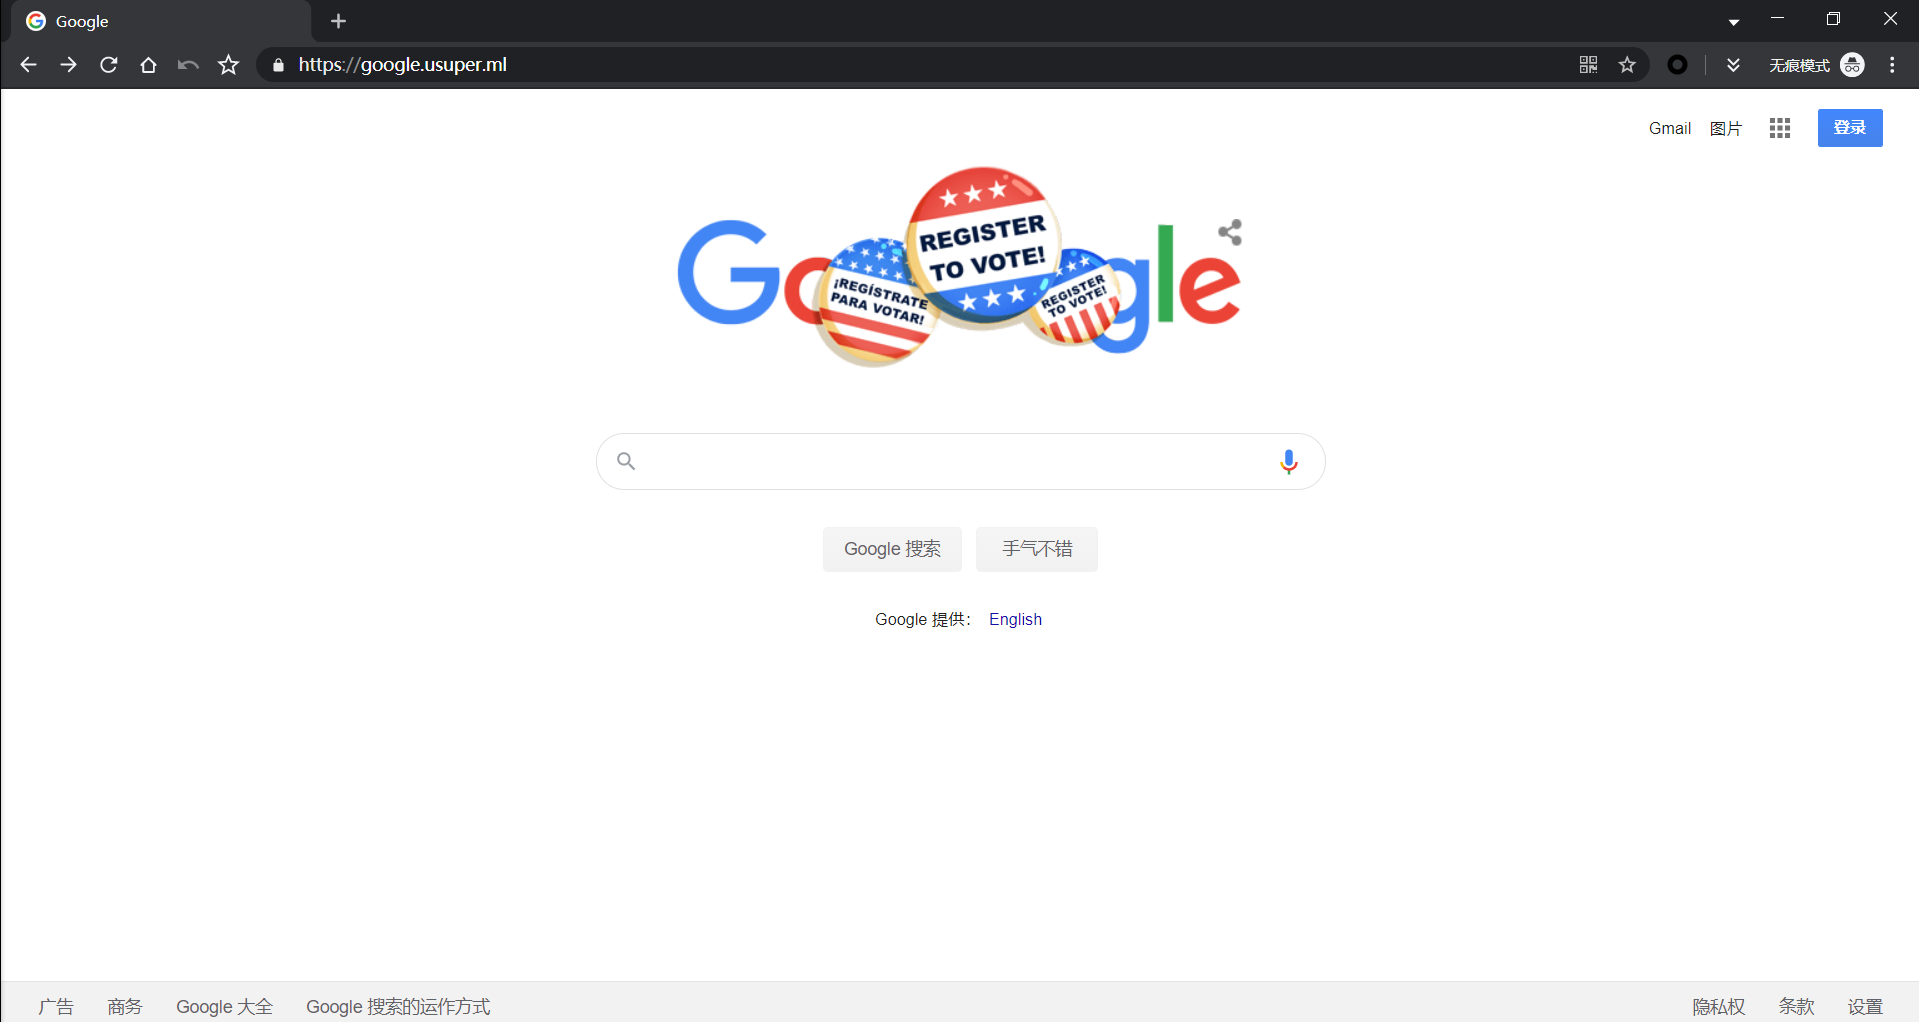 Google
https://google.usuper.ml
无痕模式
Gmail 图片 登录
Google
REGISTER
TO VOTE!
¡REGÍSTRATE
PARA VOTAR!
REGISTER
TO VOTE!
Google 搜索 手气不错
Google 提供： English
广告 商务 Google 大全 Google 搜索的运作方式 隐私权 条款 设置